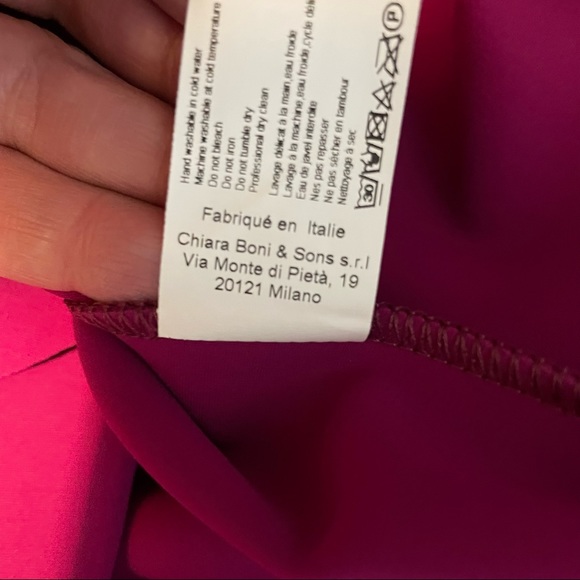 Hand washable in cold water
Machine washable at cold temperature
Do not bleach
Do not iron
Do not tumble dry
Professional dry clean
Lavage délicat à la main,eau froide
Lavage à la machine,eau froide,cycle
Eau de javel interdite
Nes pas repasser
Ne pas sécher en tambour
Nettoyage à sec
30
P
Fabriqué en Italie
Chiara Boni & Sons s.r.l
Via Monte di Pietà, 19
20121 Milano